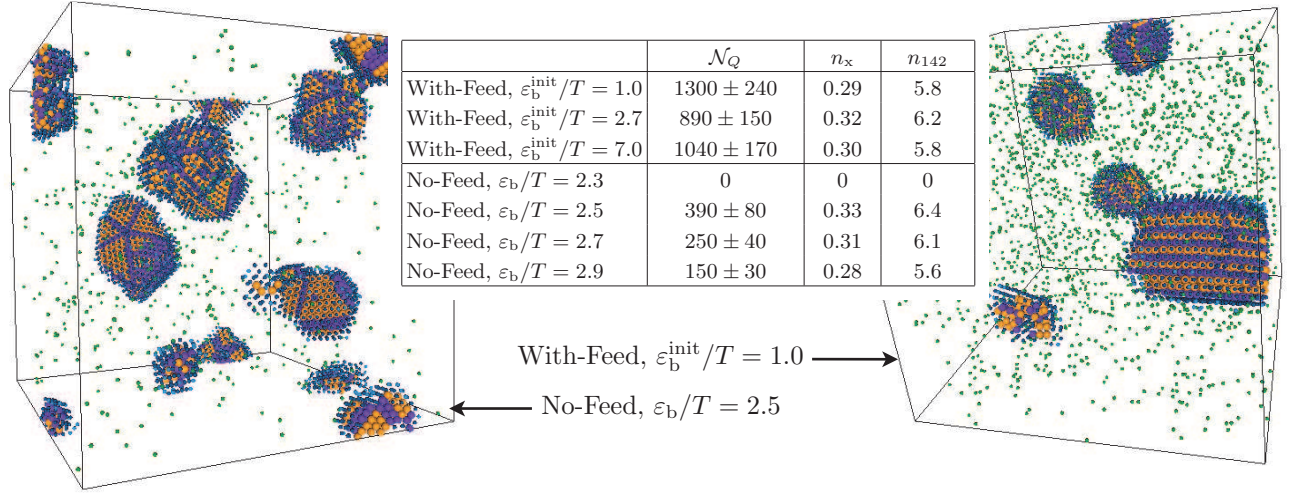 𝒩_Q n_x n_142
With-Feed, ε_b^init/T = 1.0 1300 ± 240 0.29 5.8
With-Feed, ε_b^init/T = 2.7 890 ± 150 0.32 6.2
With-Feed, ε_b^init/T = 7.0 1040 ± 170 0.30 5.8
No-Feed, ε_b/T = 2.3 0 0 0
No-Feed, ε_b/T = 2.5 390 ± 80 0.33 6.4
No-Feed, ε_b/T = 2.7 250 ± 40 0.31 6.1
No-Feed, ε_b/T = 2.9 150 ± 30 0.28 5.6
With-Feed, ε_b^init/T = 1.0
No-Feed, ε_b/T = 2.5